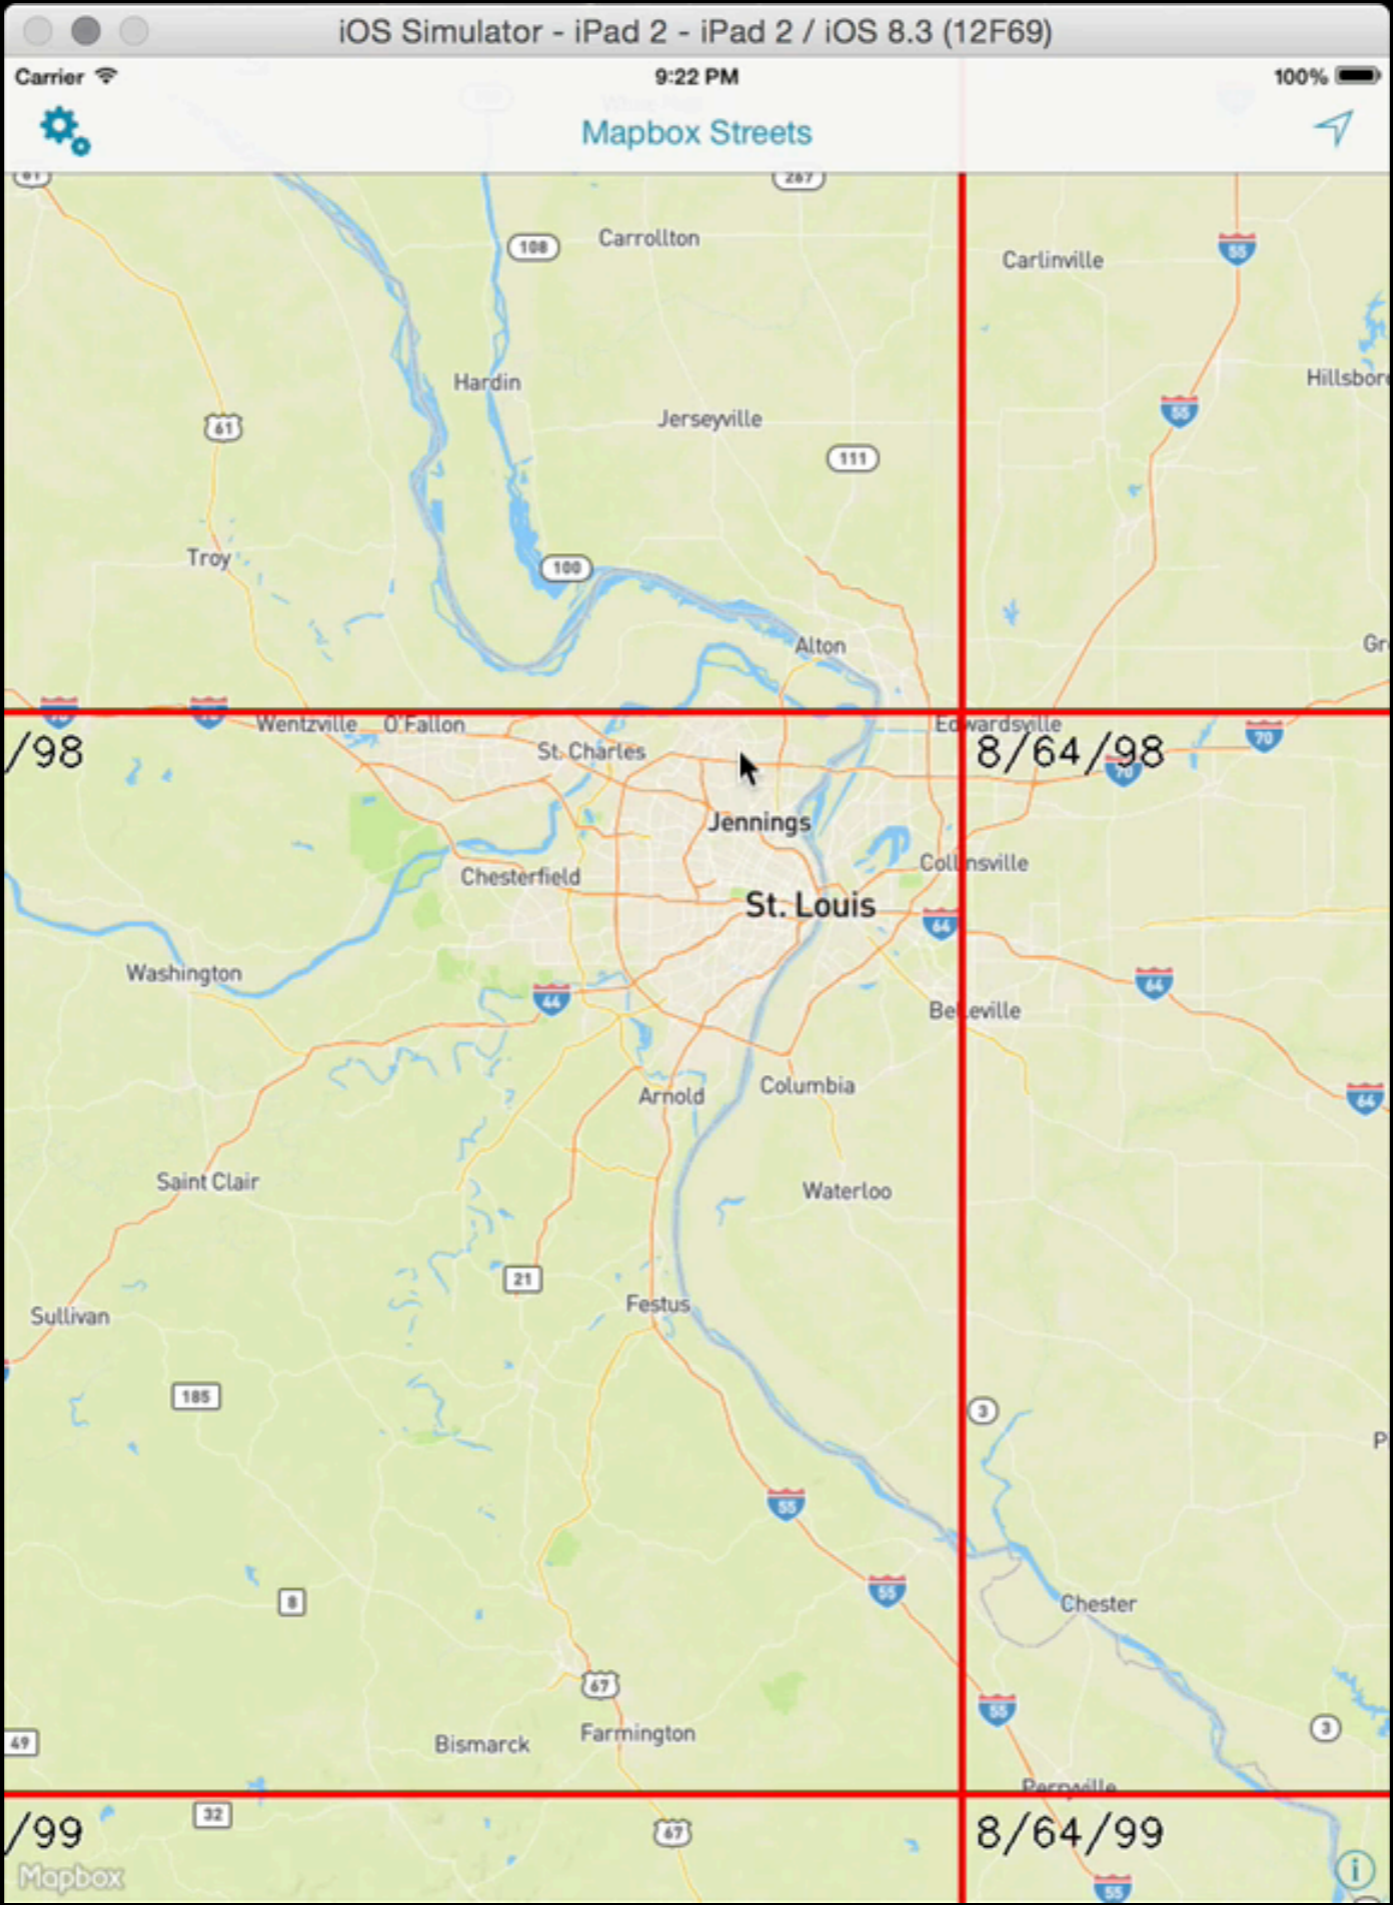 iOS Simulator - iPad 2 - iPad 2 / iOS 8.3 (12F69)
Carrier 9:22 PM 100%
Mapbox Streets
61
267
108
Carrollton
Carlinville
55
Hardin
Hillsbor
55
Jerseyville
61
111
Troy
100
Alton
Gr
Wentzville
O'Fallon
Edwardsville
/98
St. Charles
8/64/98
70
70
Jennings
Collinsville
Chesterfield
St. Louis
64
Washington
44
64
Belleville
Columbia
Arnold
64
Saint Clair
Waterloo
21
Festus
Sullivan
185
3
P
55
55
8
Chester
67
55
3
Farmington
49
Bismarck
Perryville
32
/99
67
8/64/99
Mapbox
i
55